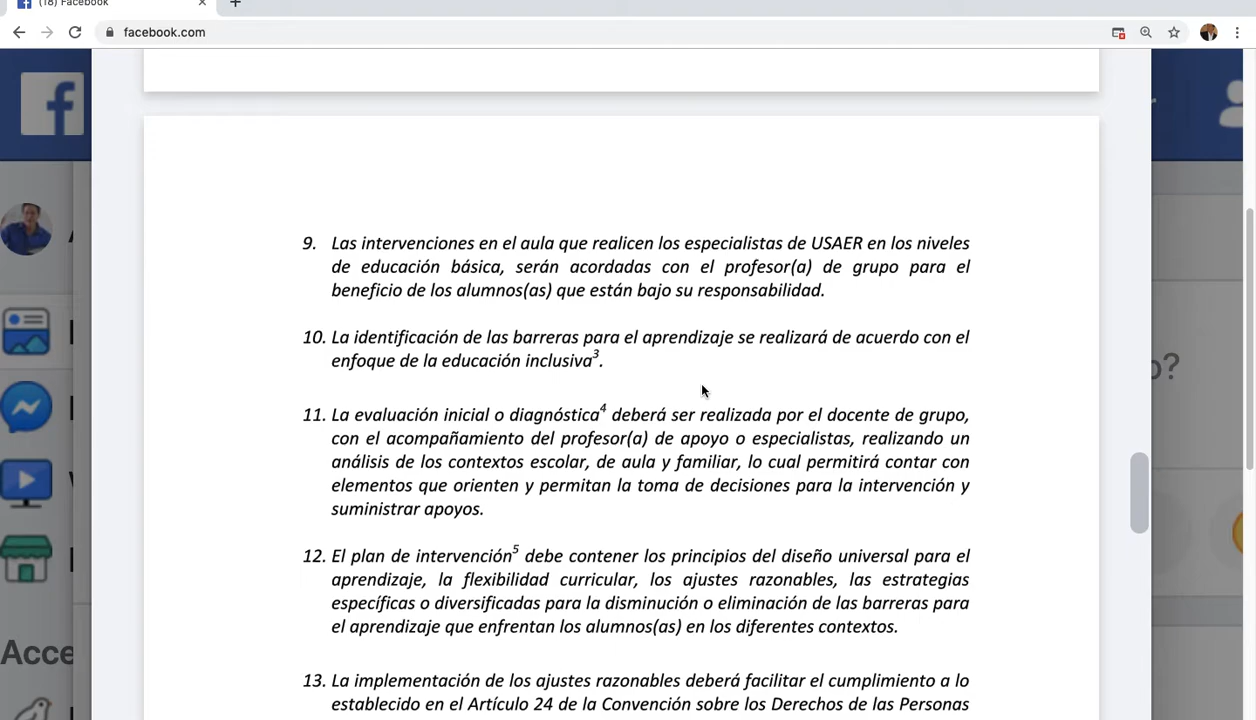 (18) Facebook
facebook.com
9. Las intervenciones en el aula que realicen los especialistas de USAER en los niveles
de educación básica, serán acordadas con el profesor(a) de grupo para el
beneficio de los alumnos(as) que están bajo su responsabilidad.
10. La identificación de las barreras para el aprendizaje se realizará de acuerdo con el
enfoque de la educación inclusiva³.
o?
11. La evaluación inicial o diagnóstica⁴ deberá ser realizada por el docente de grupo,
con el acompañamiento del profesor(a) de apoyo o especialistas, realizando un
análisis de los contextos escolar, de aula y familiar, lo cual permitirá contar con
elementos que orienten y permitan la toma de decisiones para la intervención y
suministrar apoyos.
12. El plan de intervención⁵ debe contener los principios del diseño universal para el
aprendizaje, la flexibilidad curricular, los ajustes razonables, las estrategias
específicas o diversificadas para la disminución o eliminación de las barreras para
el aprendizaje que enfrentan los alumnos(as) en los diferentes contextos.
Acce
13. La implementación de los ajustes razonables deberá facilitar el cumplimiento a lo
establecido en el Artículo 24 de la Convención sobre los Derechos de las Personas